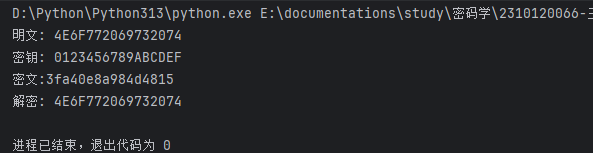 D:\Python\Python313\python.exe E:\documentations\study\密码学\2310120066-
明文: 4E6F772069732074
密钥: 0123456789ABCDEF
密文:3fa40e8a984d4815
解密: 4E6F772069732074
进程已结束，退出代码为 0